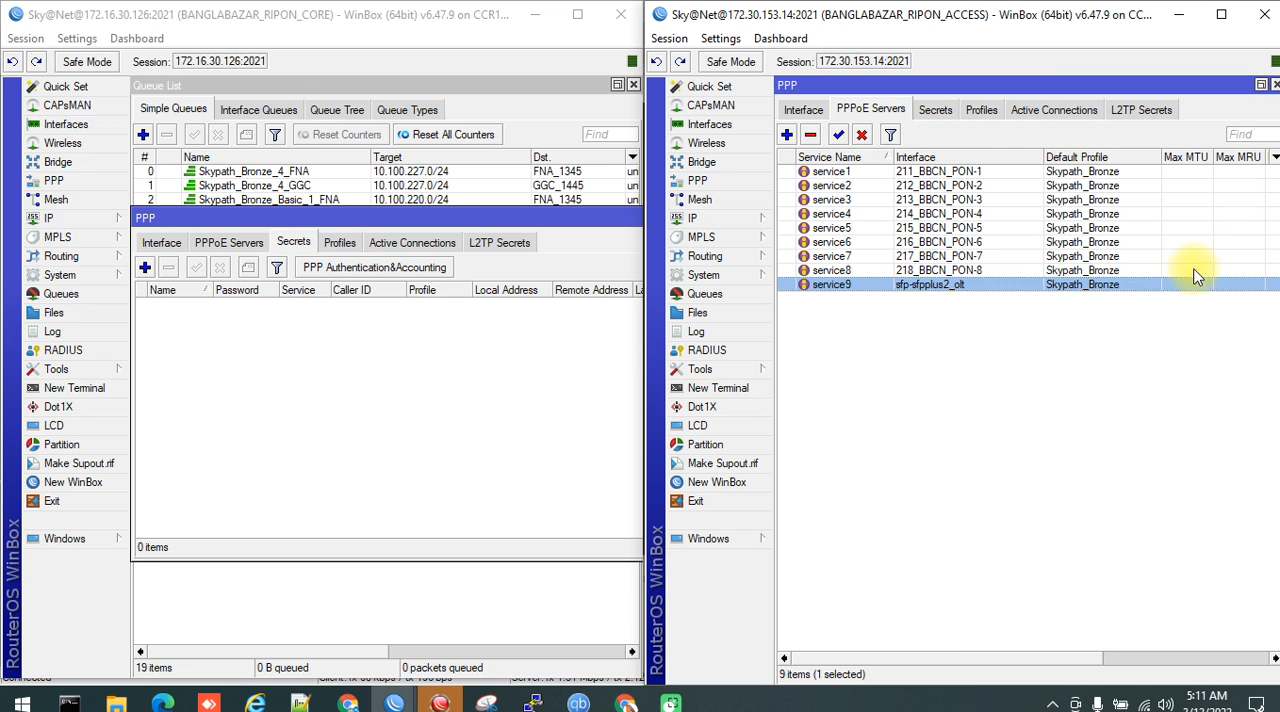 Sky@Net@172.16.30.126 (BANGLABAZAR_RIPON_CORE) - WinBox (64bit) v6.47.9 on CCR1...
Session Settings Dashboard
Safe Mode Session: 172.16.30.126:2021
Quick Set
CAPsMAN
Interfaces
Wireless
Bridge
PPP
Mesh
IP
MPLS
Routing
System
Queues
Files
Log
RADIUS
Tools
New Terminal
Dot1X
LCD
Partition
Make Supout.rif
New WinBox
Exit
Windows
RouterOS WinBox
Queue List
Simple Queues Interface Queues Queue Tree Queue Types
Reset Counters Reset All Counters Find
# Name Target Dst.
0 Skypath_Bronze_4_FNA 10.100.227.0/24 FNA_1345 un
1 Skypath_Bronze_4_GGC 10.100.227.0/24 GGC_1445 un
2 Skypath_Bronze_Basic_1_FNA 10.100.220.0/24 FNA_1345 un
PPP
Interface PPPoE Servers Secrets Profiles Active Connections L2TP Secrets
PPP Authentication&Accounting
Name Password Service Caller ID Profile Local Address Remote Address La
0 items
19 items 0 B queued 0 packets queued
Sky@Net@172.30.153.14:2021 (BANGLABAZAR_RIPON_ACCESS) - WinBox (64bit) v6.47.9 on CC...
Session Settings Dashboard
Safe Mode Session: 172.30.153.14:2021
Quick Set
CAPsMAN
Interfaces
Wireless
Bridge
PPP
Mesh
IP
MPLS
Routing
System
Queues
Files
Log
RADIUS
Tools
New Terminal
Dot1X
LCD
Partition
Make Supout.rif
New WinBox
Exit
Windows
RouterOS WinBox
PPP
Interface PPPoE Servers Secrets Profiles Active Connections L2TP Secrets
Find
Service Name Interface Default Profile Max MTU Max MRU
service1 211_BBCN_PON-1 Skypath_Bronze
service2 212_BBCN_PON-2 Skypath_Bronze
service3 213_BBCN_PON-3 Skypath_Bronze
service4 214_BBCN_PON-4 Skypath_Bronze
service5 215_BBCN_PON-5 Skypath_Bronze
service6 216_BBCN_PON-6 Skypath_Bronze
service7 217_BBCN_PON-7 Skypath_Bronze
service8 218_BBCN_PON-8 Skypath_Bronze
service9 sfp-sfpplus2_olt Skypath_Bronze
9 items (1 selected)
5:11 AM